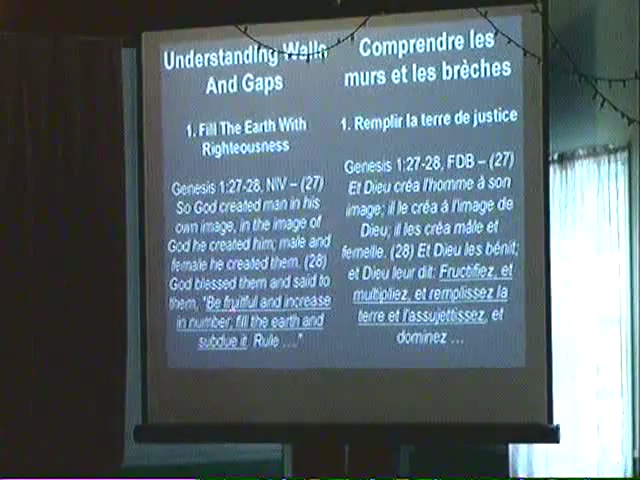 Understanding Walls
And Gaps
1. Fill The Earth With
Righteousness
Genesis 1:27-28, NIV – (27)
So God created man in his
own image, in the image of
God he created him; male and
female he created them. (28)
God blessed them and said to
them, "Be fruitful and increase
in number; fill the earth and
subdue it. Rule ...."
Comprendre les
murs et les brèches
1. Remplir la terre de justice
Genesis 1:27-28, FDB – (27)
Et Dieu créa l'homme à son
image; il le créa à l'image de
Dieu; il les créa mâle et
femelle. (28) Et Dieu les bénit;
et Dieu leur dit: Fructifiez, et
multipliez, et remplissez la
terre et l'assujettissez, et
dominez ...